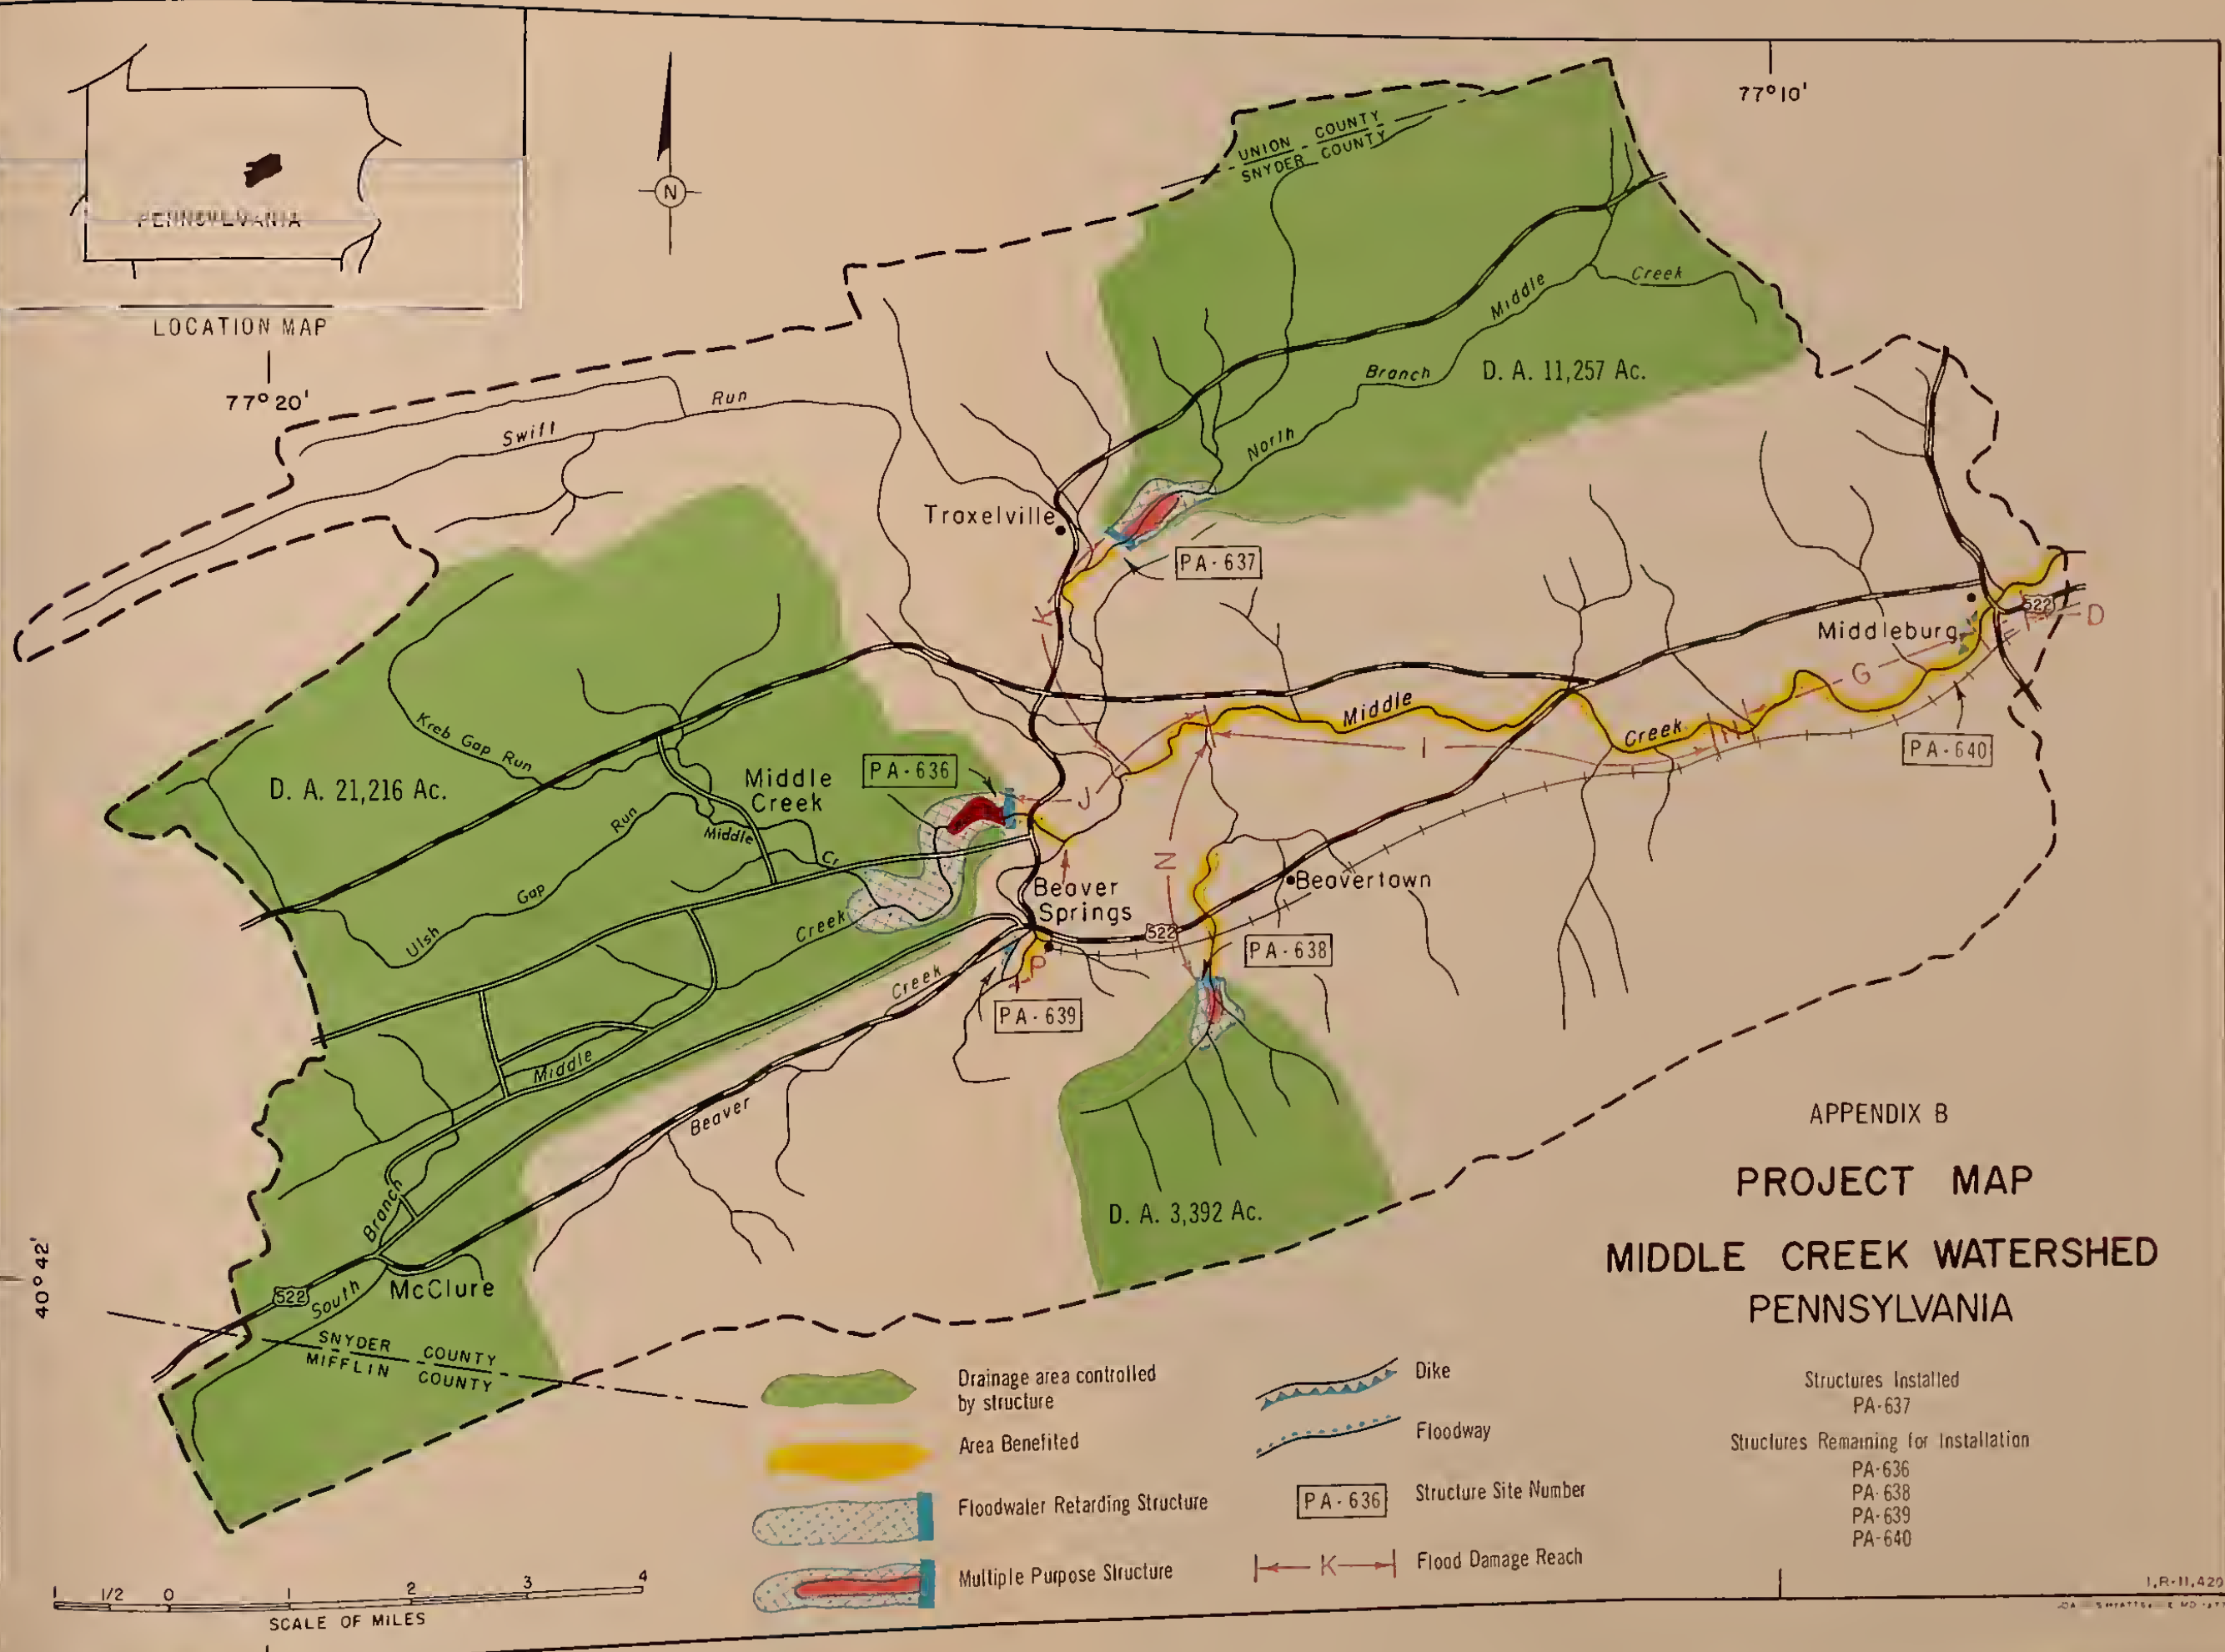 PENNSYLVANIA
LOCATION MAP
77°20'
77°10'
N
UNION COUNTY
SNYDER COUNTY
Middle
Creek
Branch
North
D. A. 11,257 Ac.
Swift
Run
Troxelville
PA-637
K
Middleburg
522
D
G
PA-640
Middle
Creek
N
I
J
Kreb Gap Run
D. A. 21,216 Ac.
Middle
Creek
PA-636
Middle
Cr.
Ulsh
Gap
Run
Creek
Beaver
Springs
N
Beavertown
522
PA-638
P
PA-639
Middle
Beaver
Creek
Branch
South
522
McClure
D. A. 3,392 Ac.
40°42'
SNYDER COUNTY
MIFFLIN COUNTY
APPENDIX B
PROJECT MAP
MIDDLE CREEK WATERSHED
PENNSYLVANIA
Drainage area controlled
by structure
Area Benefited
Floodwater Retarding Structure
Multiple Purpose Structure
Dike
Floodway
PA-636
Structure Site Number
K
Flood Damage Reach
Structures Installed
PA-637
Structures Remaining for Installation
PA-636
PA-638
PA-639
PA-640
1 1/2 0 1 2 3 4
SCALE OF MILES
I,R-11,420